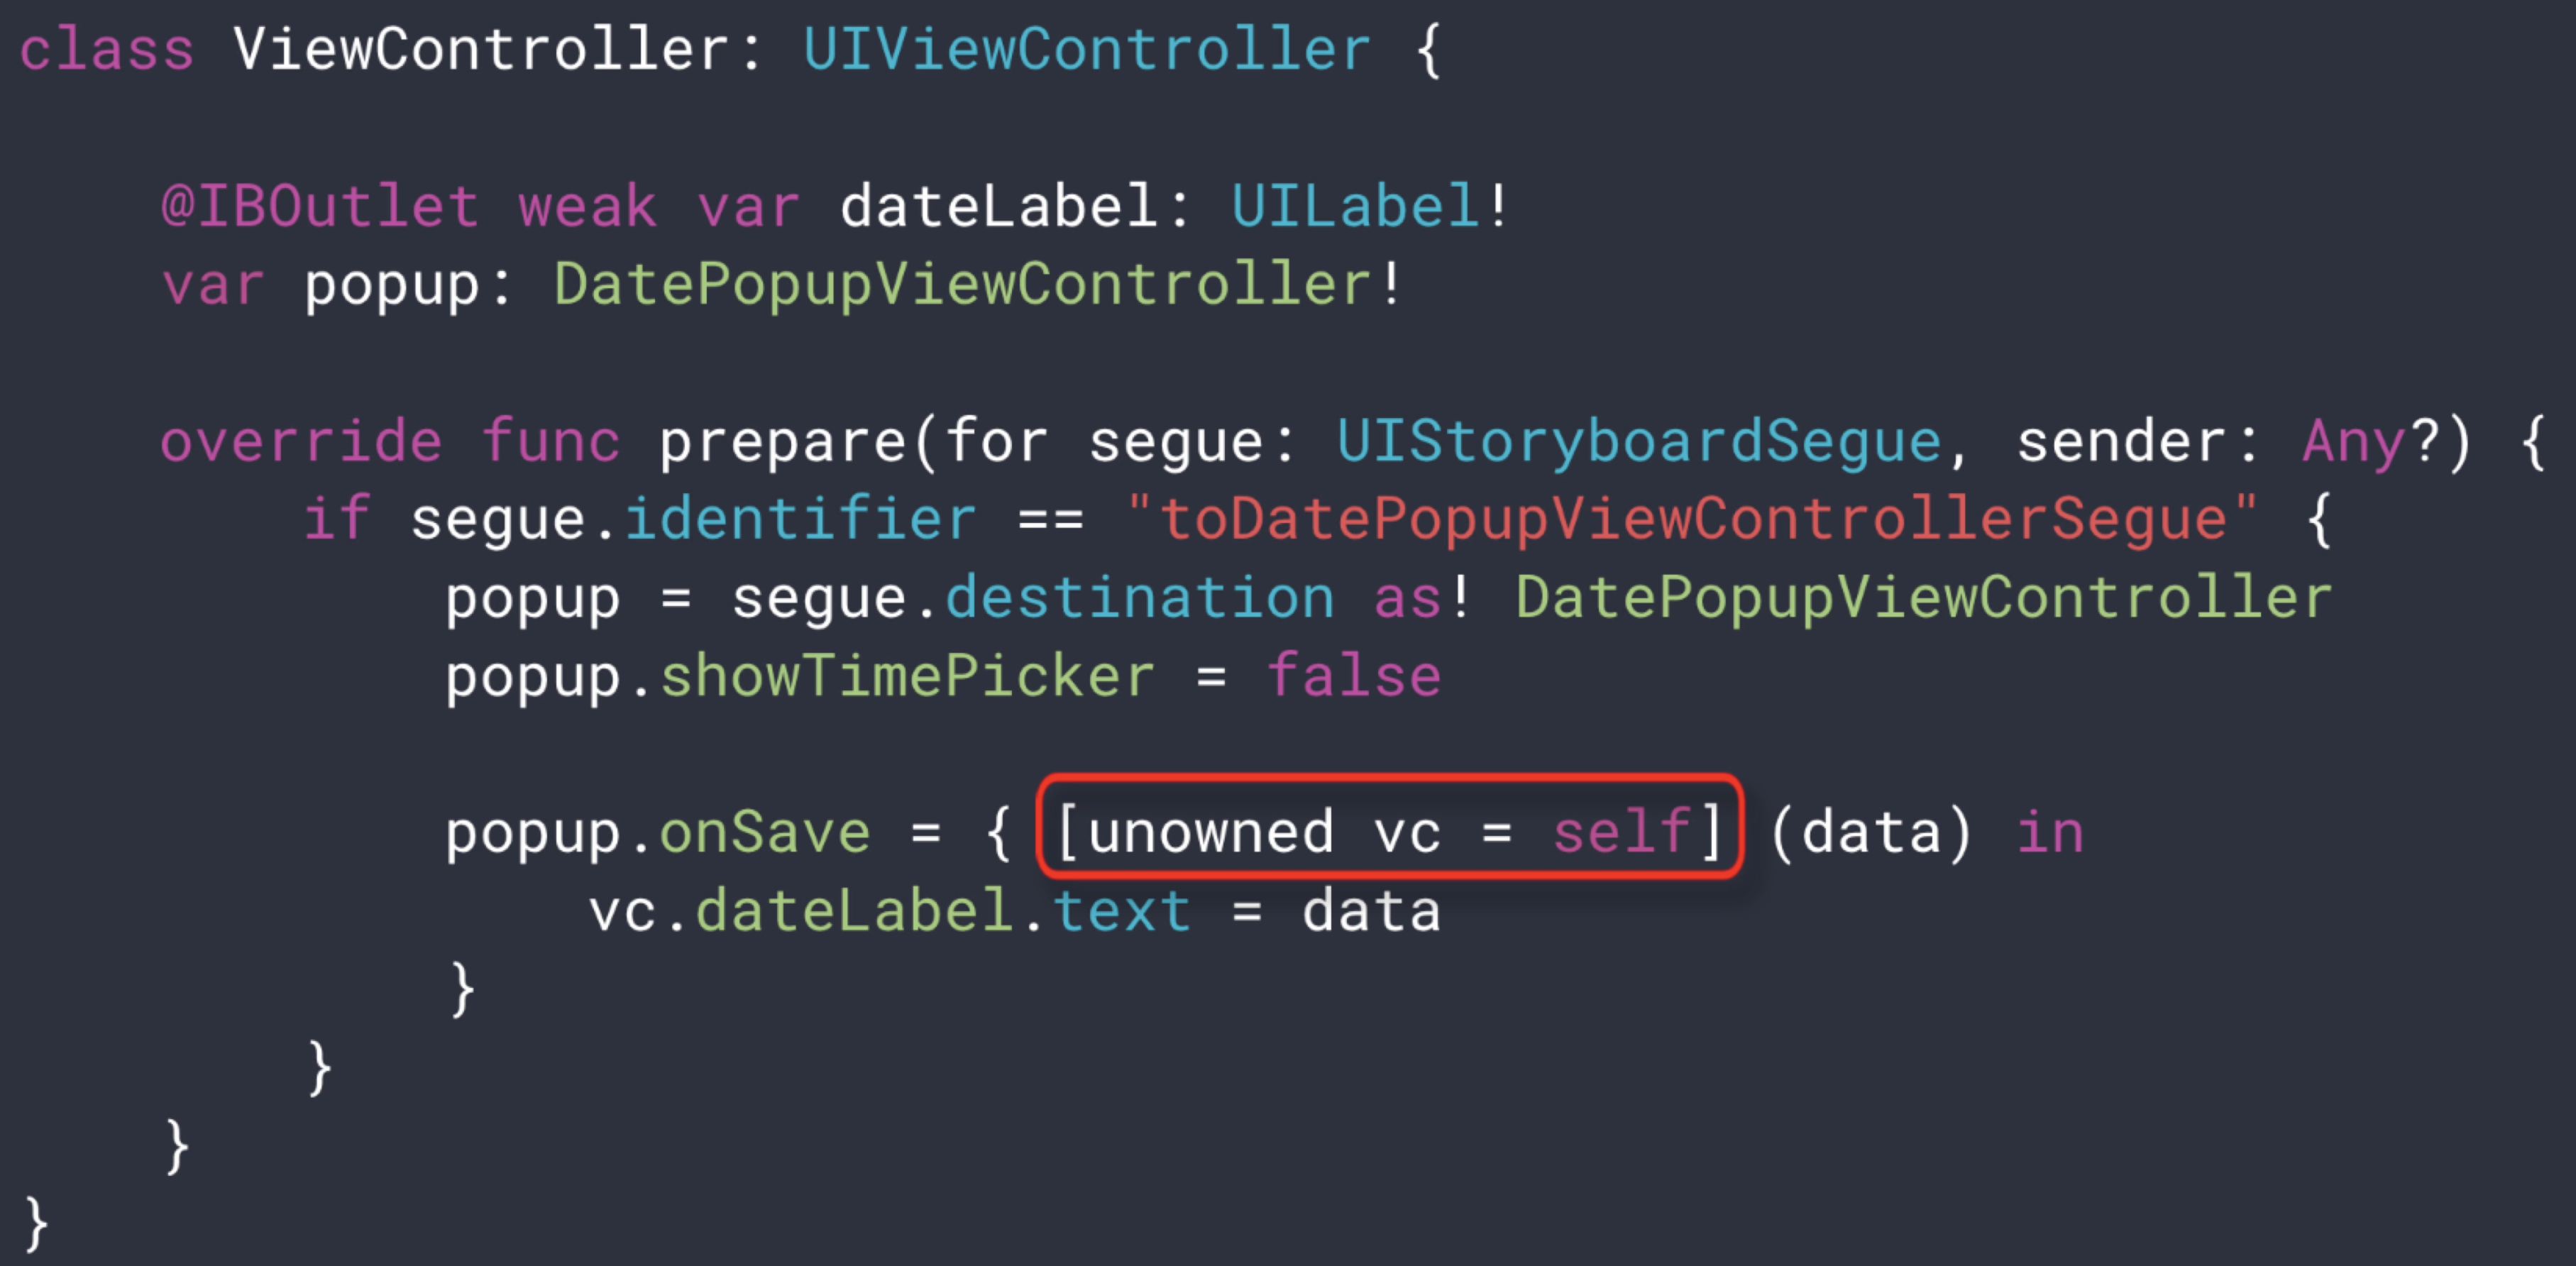 class ViewController: UIViewController {
@IBOutlet weak var dateLabel: UILabel!
var popup: DatePopupViewController!
override func prepare(for segue: UIStoryboardSegue, sender: Any?) {
if segue.identifier == "toDatePopupViewControllerSegue" {
popup = segue.destination as! DatePopupViewController
popup.showTimePicker = false
popup.onSave = { [unowned vc = self] (data) in
vc.dateLabel.text = data
}
}
}
}